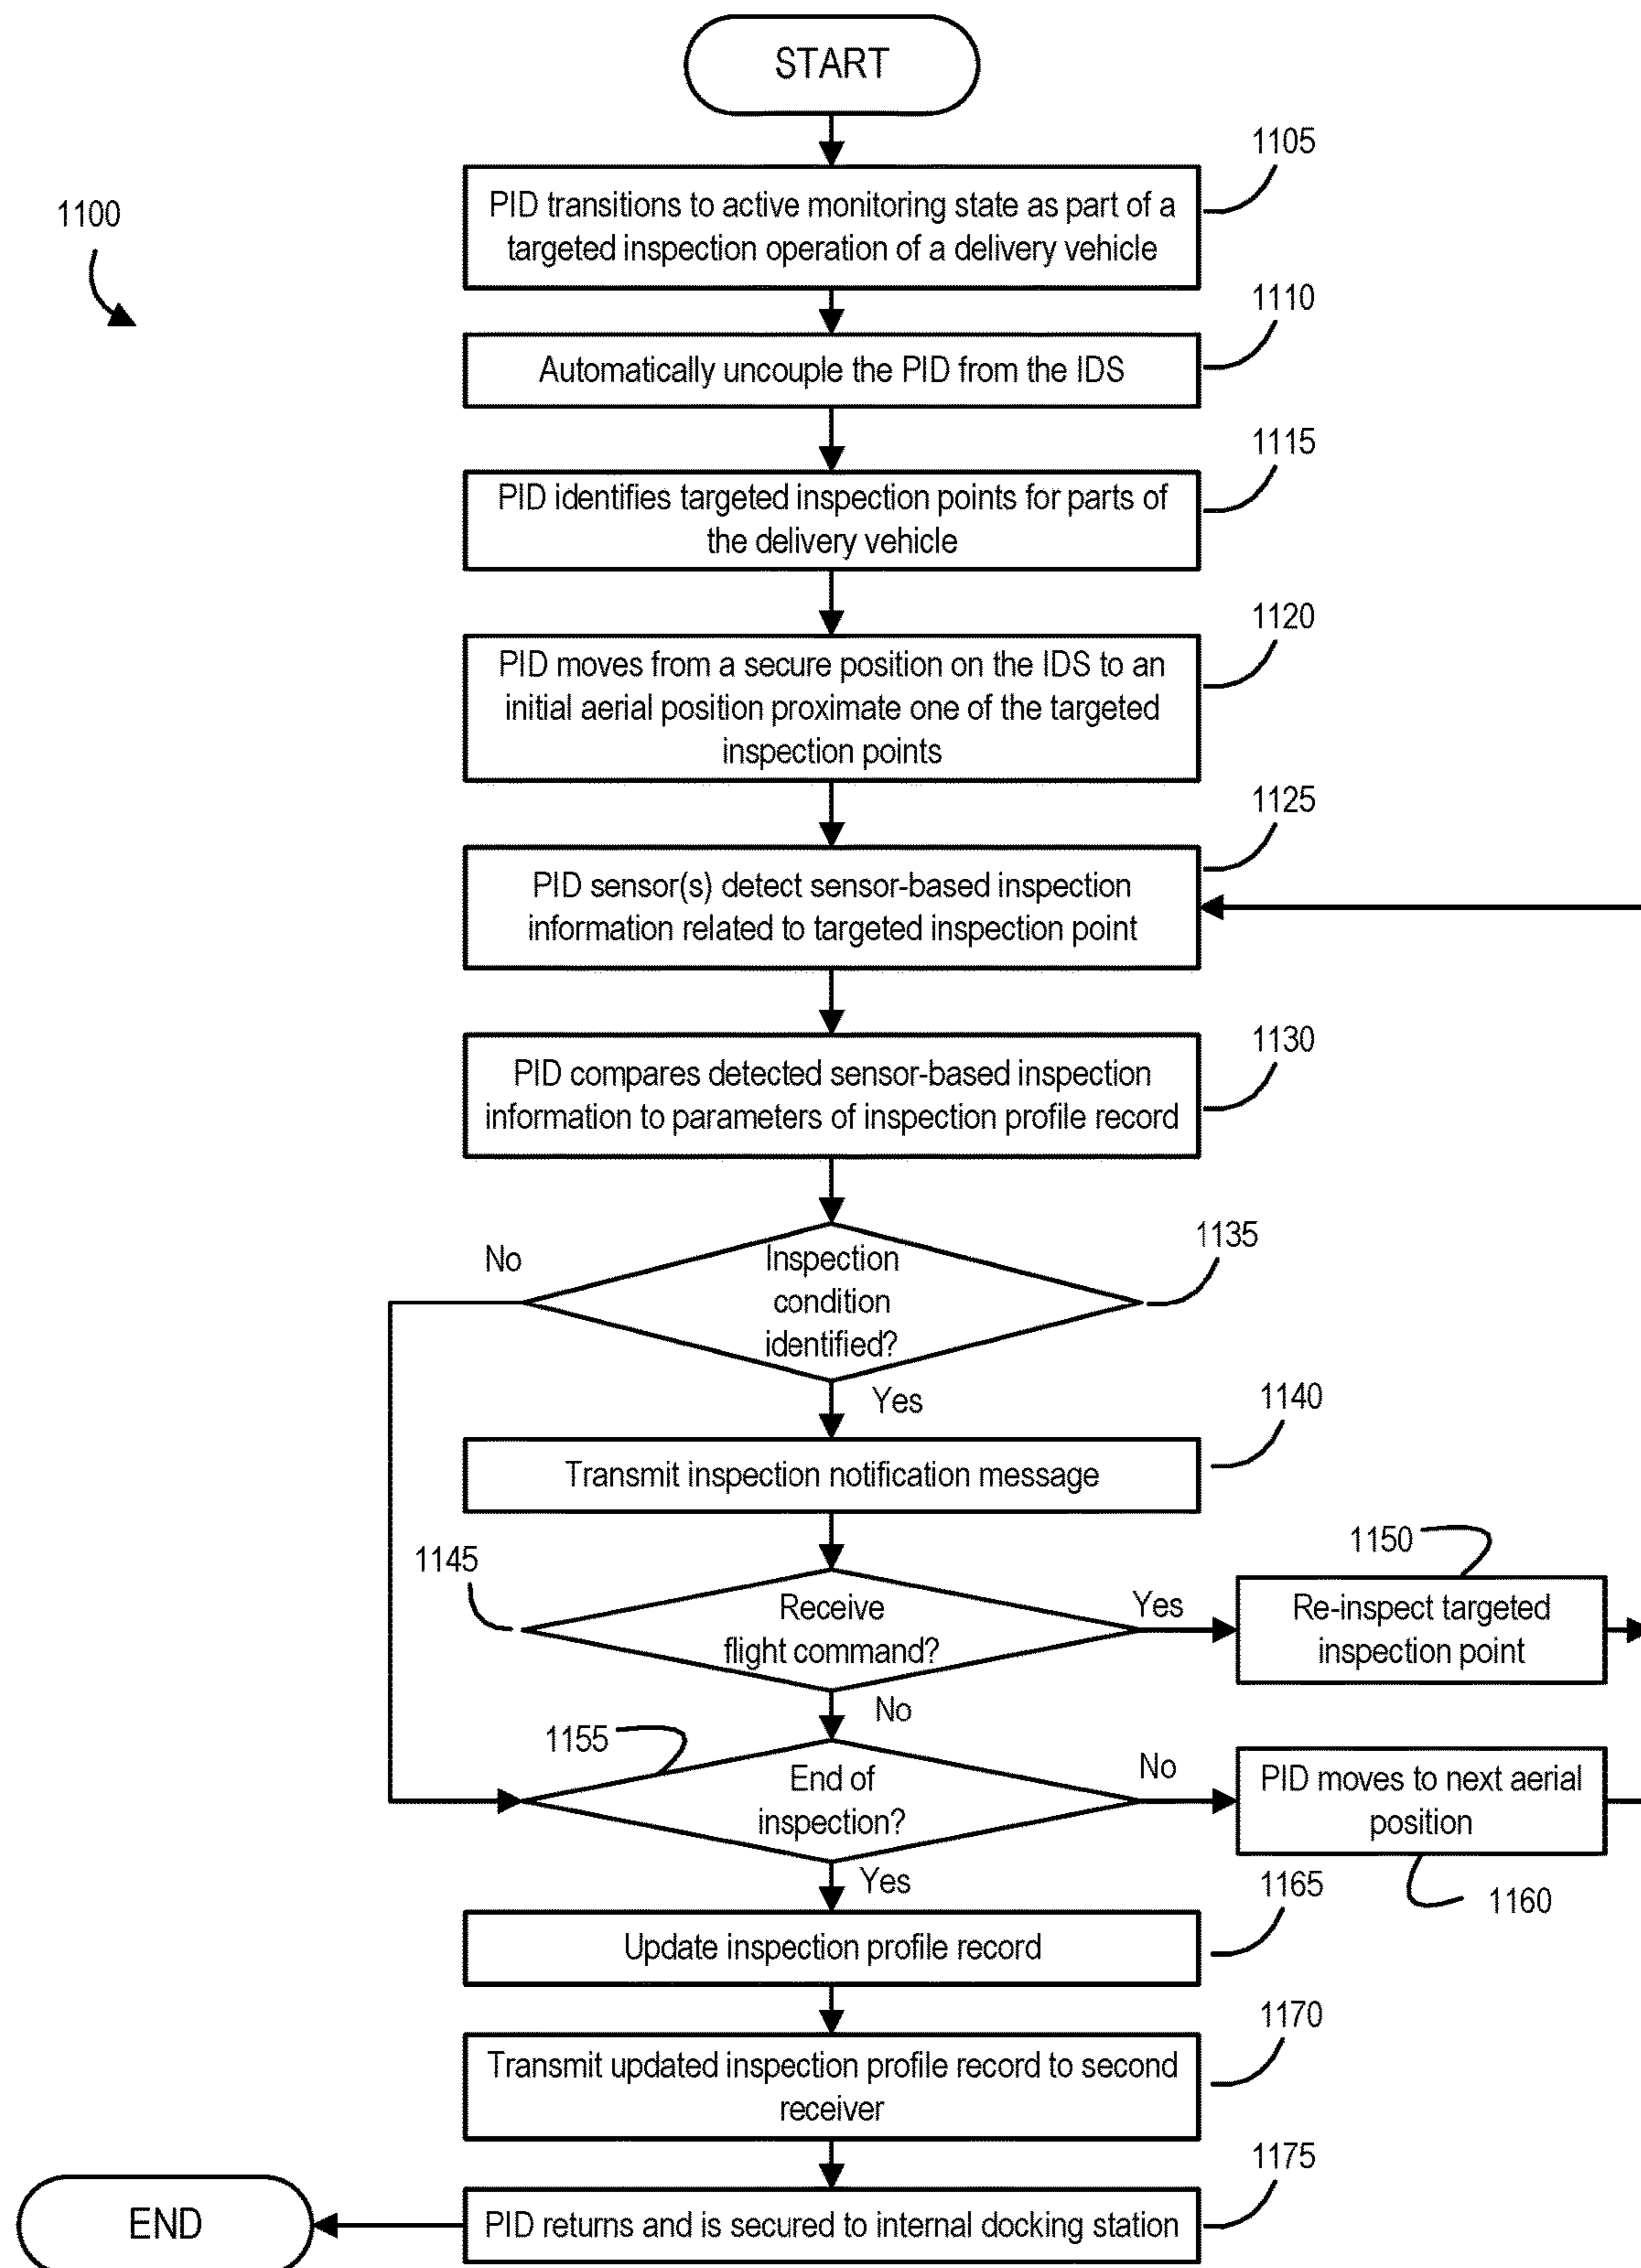 START
1105
PID transitions to active monitoring state as part of a
targeted inspection operation of a delivery vehicle
1100
1110
Automatically uncouple the PID from the IDS
1115
PID identifies targeted inspection points for parts of
the delivery vehicle
1120
PID moves from a secure position on the IDS to an
initial aerial position proximate one of the targeted
inspection points
1125
PID sensor(s) detect sensor-based inspection
information related to targeted inspection point
1130
PID compares detected sensor-based inspection
information to parameters of inspection profile record
1135
No
Inspection
condition
identified?
Yes
1140
Transmit inspection notification message
1145
Receive
flight command?
Yes
1150
Re-inspect targeted
inspection point
No
1155
End of
inspection?
No
PID moves to next aerial
position
1160
Yes
1165
Update inspection profile record
1170
Transmit updated inspection profile record to second
receiver
1175
PID returns and is secured to internal docking station
END